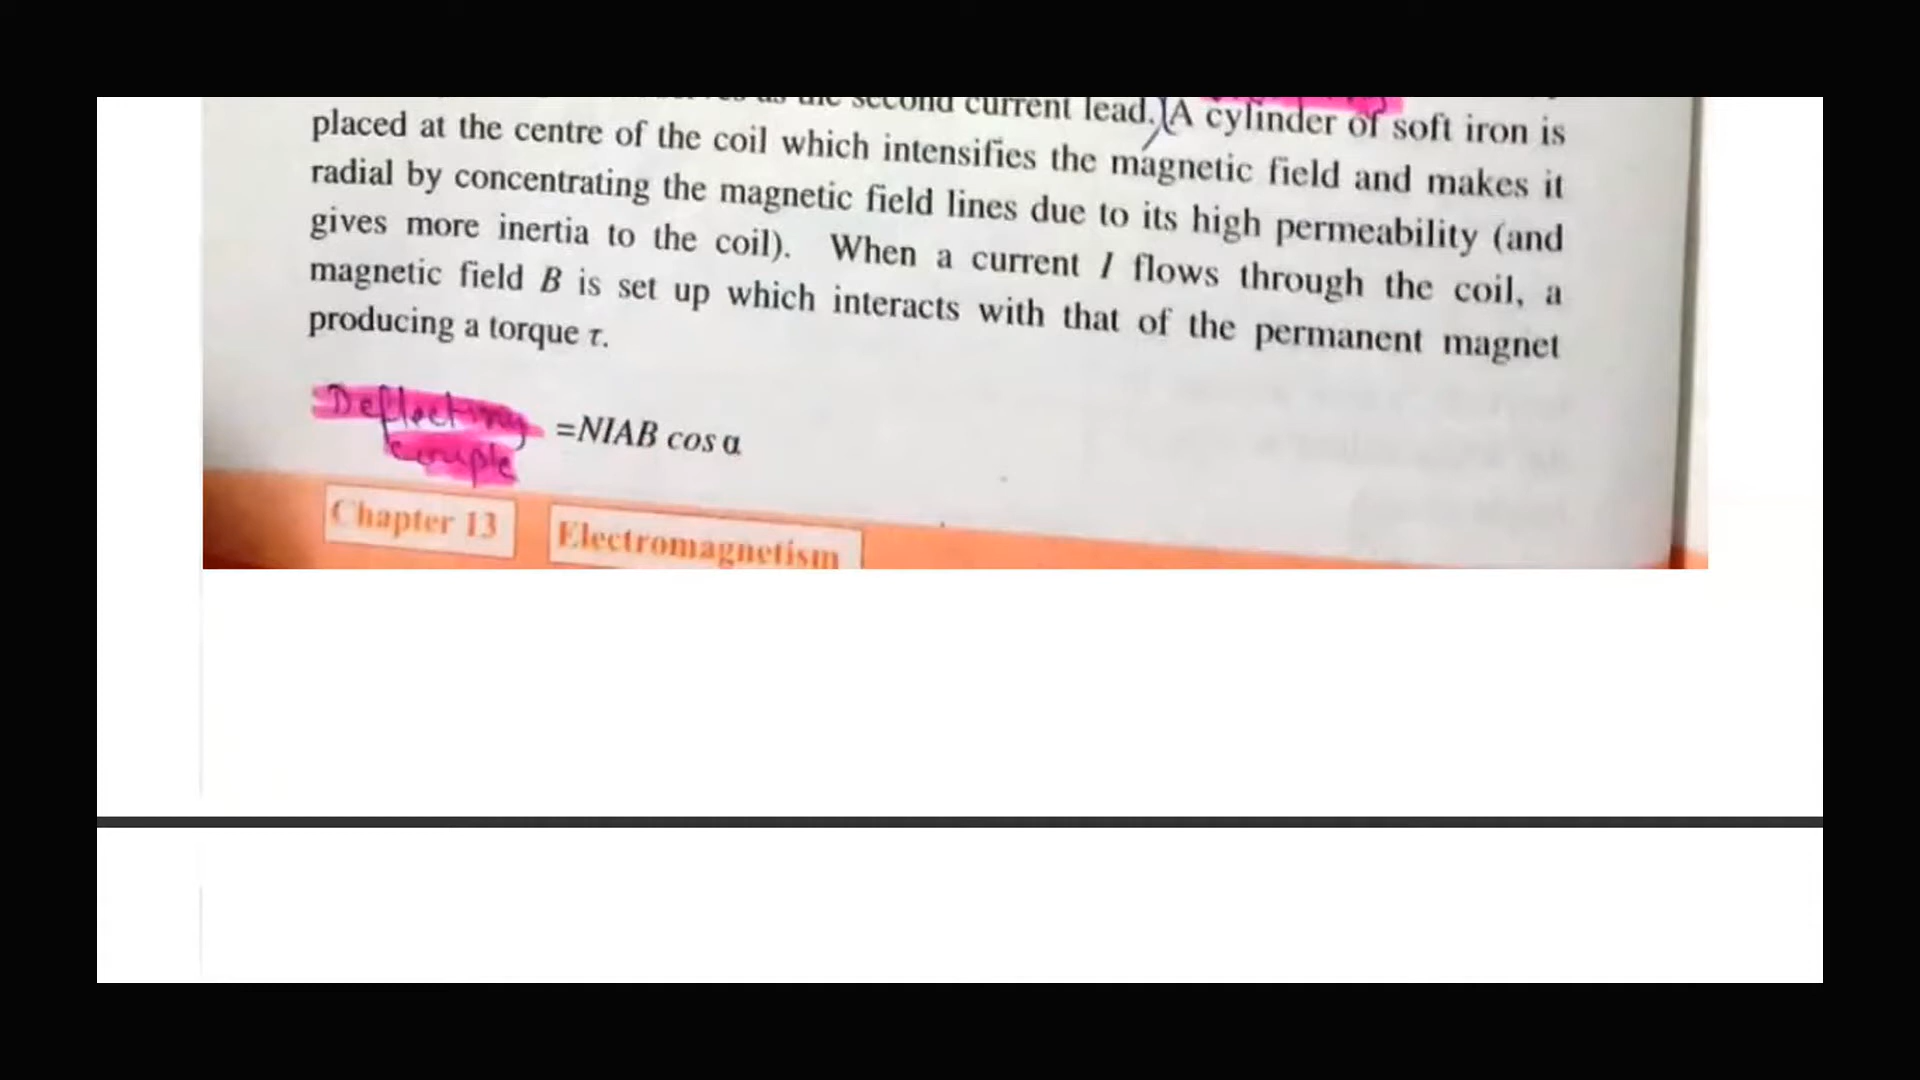 the second current lead. (A cylinder of soft iron is
placed at the centre of the coil which intensifies the magnetic field and makes it
radial by concentrating the magnetic field lines due to its high permeability (and
gives more inertia to the coil). When a current I flows through the coil, a
magnetic field B is set up which interacts with that of the permanent magnet
producing a torque τ.
Deflecting
Couple
=NIAB cos α
Chapter 13
Electromagnetism